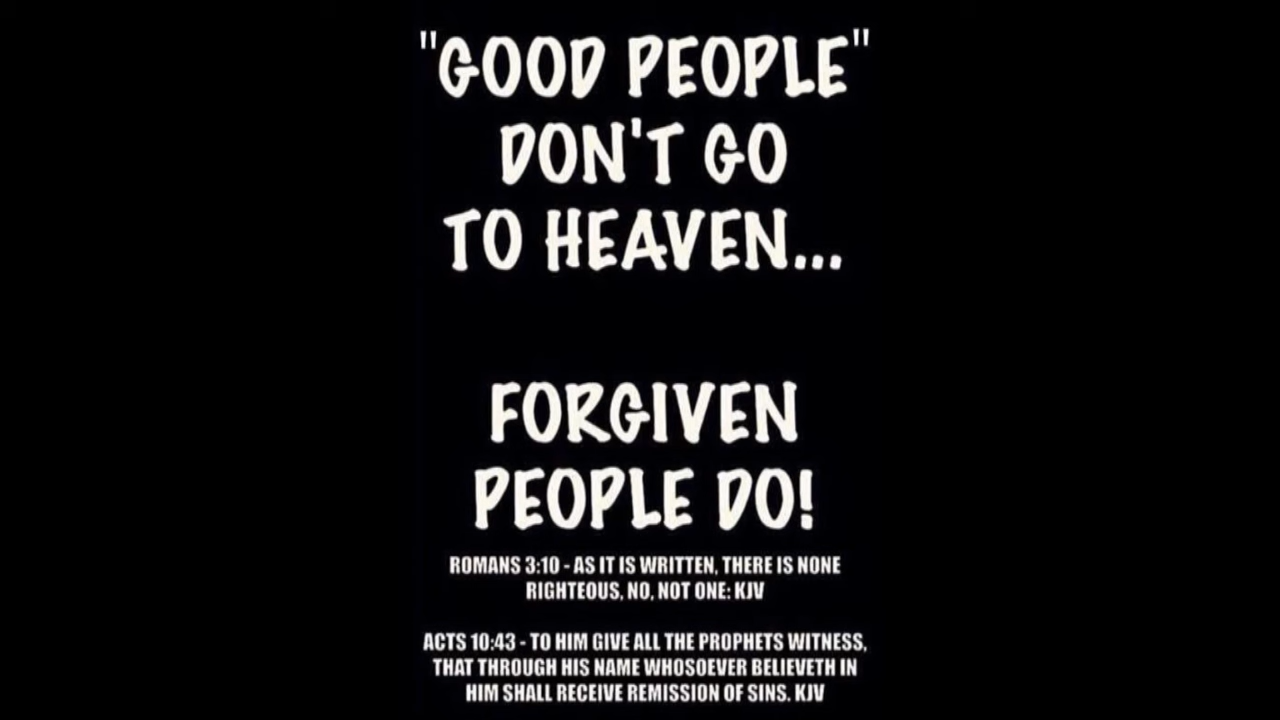 "GOOD PEOPLE"
DON'T GO
TO HEAVEN...
FORGIVEN
PEOPLE DO!
ROMANS 3:10 - AS IT IS WRITTEN, THERE IS NONE
RIGHTEOUS, NO, NOT ONE: KJV
ACTS 10:43 - TO HIM GIVE ALL THE PROPHETS WITNESS,
THAT THROUGH HIS NAME WHOSOEVER BELIEVETH IN
HIM SHALL RECEIVE REMISSION OF SINS. KJV